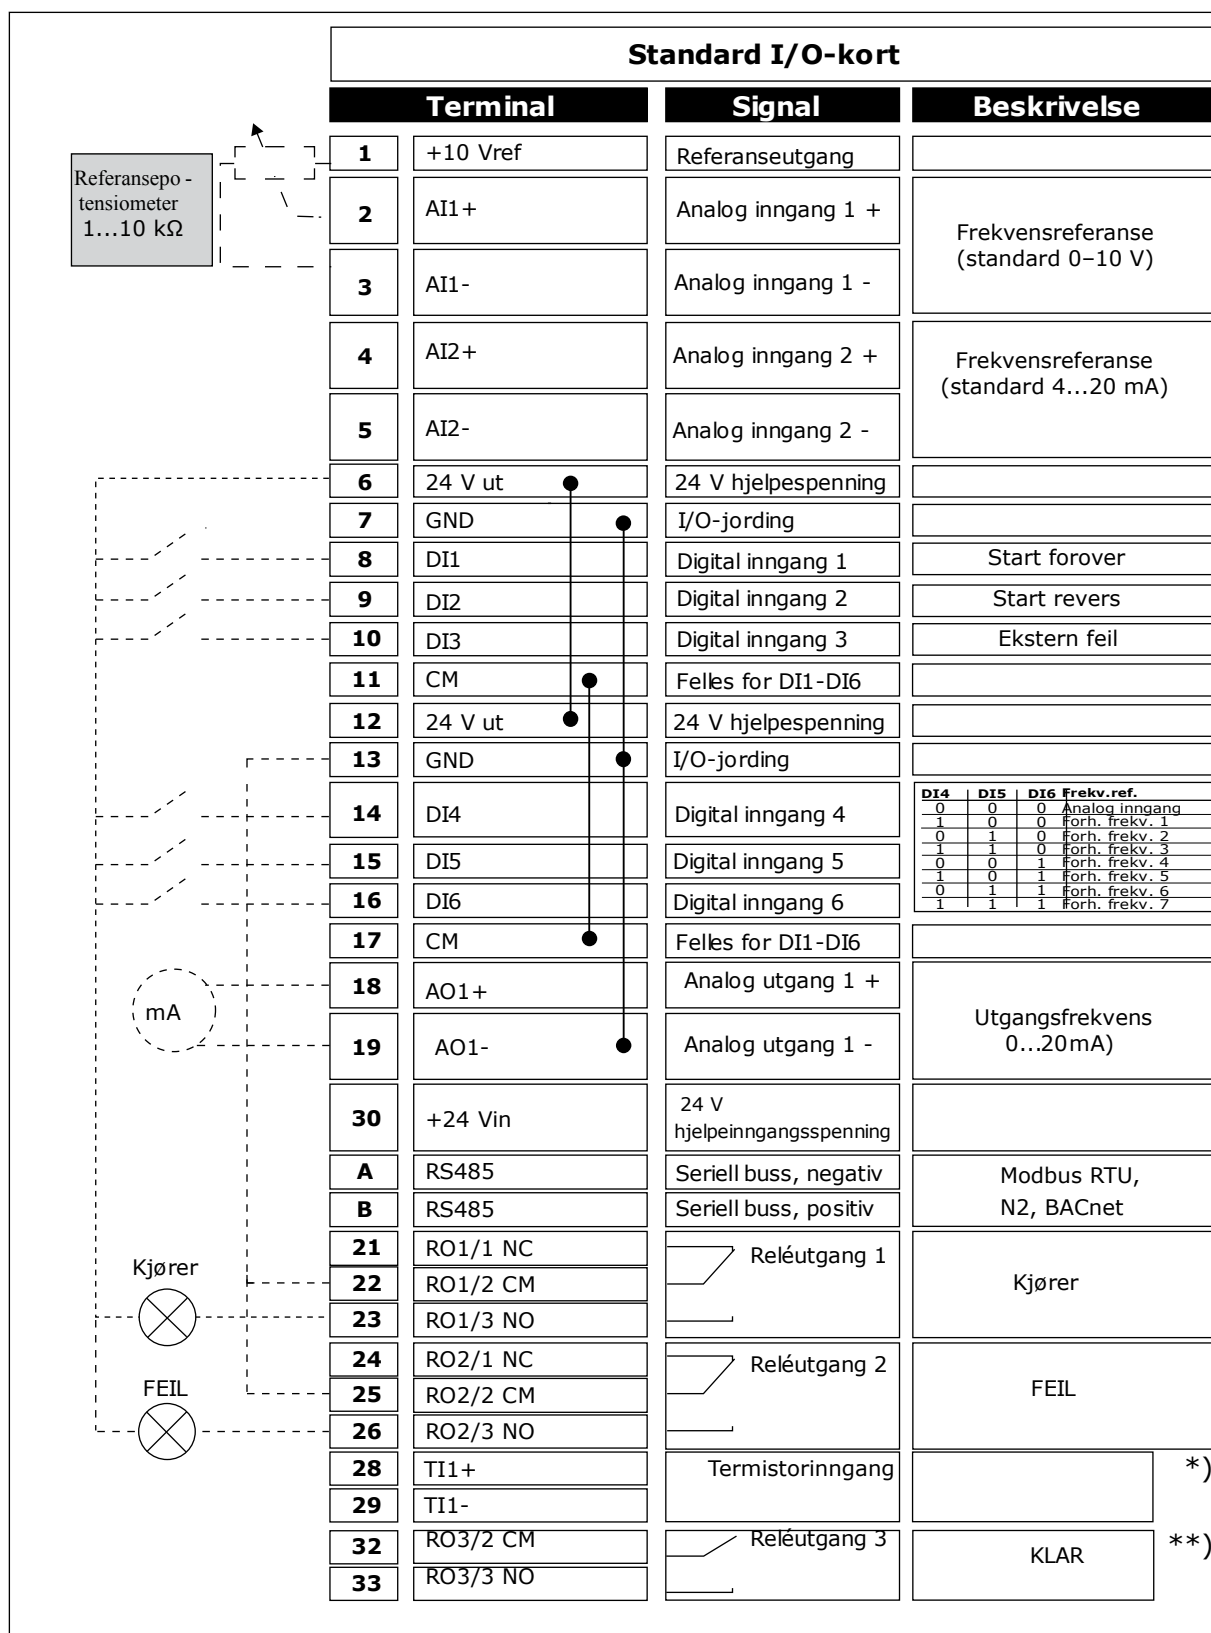 Standard I/O-kort
Terminal Signal Beskrivelse
Referansepo-
tensiometer
1...10 kΩ
1 +10 Vref Referanseutgang
2 AI1+ Analog inngang 1 +
Frekvensreferanse
(standard 0–10 V)
3 AI1- Analog inngang 1 -
4 AI2+ Analog inngang 2 +
Frekvensreferanse
(standard 4...20 mA)
5 AI2- Analog inngang 2 -
6 24 V ut 24 V hjelpespenning
7 GND I/O-jording
8 DI1 Digital inngang 1 Start forover
9 DI2 Digital inngang 2 Start revers
10 DI3 Digital inngang 3 Ekstern feil
11 CM Felles for DI1-DI6
12 24 V ut 24 V hjelpespenning
13 GND I/O-jording
14 DI4 Digital inngang 4
DI4 DI5 DI6 Frekv.ref.
0 0 0 Analog inngang
1 0 0 Forh. frekv. 1
0 1 0 Forh. frekv. 2
1 1 0 Forh. frekv. 3
0 0 1 Forh. frekv. 4
1 0 1 Forh. frekv. 5
0 1 1 Forh. frekv. 6
1 1 1 Forh. frekv. 7
15 DI5 Digital inngang 5
16 DI6 Digital inngang 6
17 CM Felles for DI1-DI6
18 AO1+ Analog utgang 1 +
mA
Utgangsfrekvens
0...20mA)
19 AO1- Analog utgang 1 -
30 +24 Vin 24 V
hjelpeinngangsspenning
A RS485 Seriell buss, negativ
Modbus RTU,
N2, BACnet
B RS485 Seriell buss, positiv
21 RO1/1 NC Reléutgang 1
Kjører
22 RO1/2 CM Kjører
23 RO1/3 NO
24 RO2/1 NC Reléutgang 2
FEIL
25 RO2/2 CM FEIL
26 RO2/3 NO
28 TI1+ Termistorinngang *)
29 TI1-
32 RO3/2 CM Reléutgang 3 KLAR **)
33 RO3/3 NO